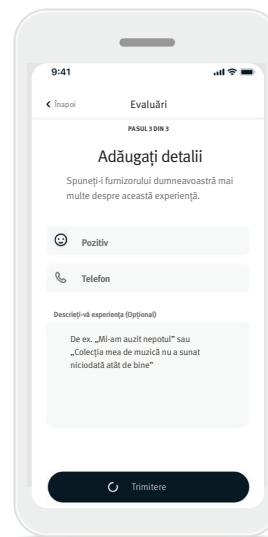 9:41
Înapoi Evaluări
PASUL 3 DIN 3
Adăugați detalii
Spuneți-i furnizorului dumneavoastră mai
multe despre această experiență.
Pozitiv
Telefon
Descrieți-vă experiența (Opțional)
De ex. „Mi-am auzit nepotul” sau
„Colecția mea de muzică nu a sunat
niciodată atât de bine”
Trimitere